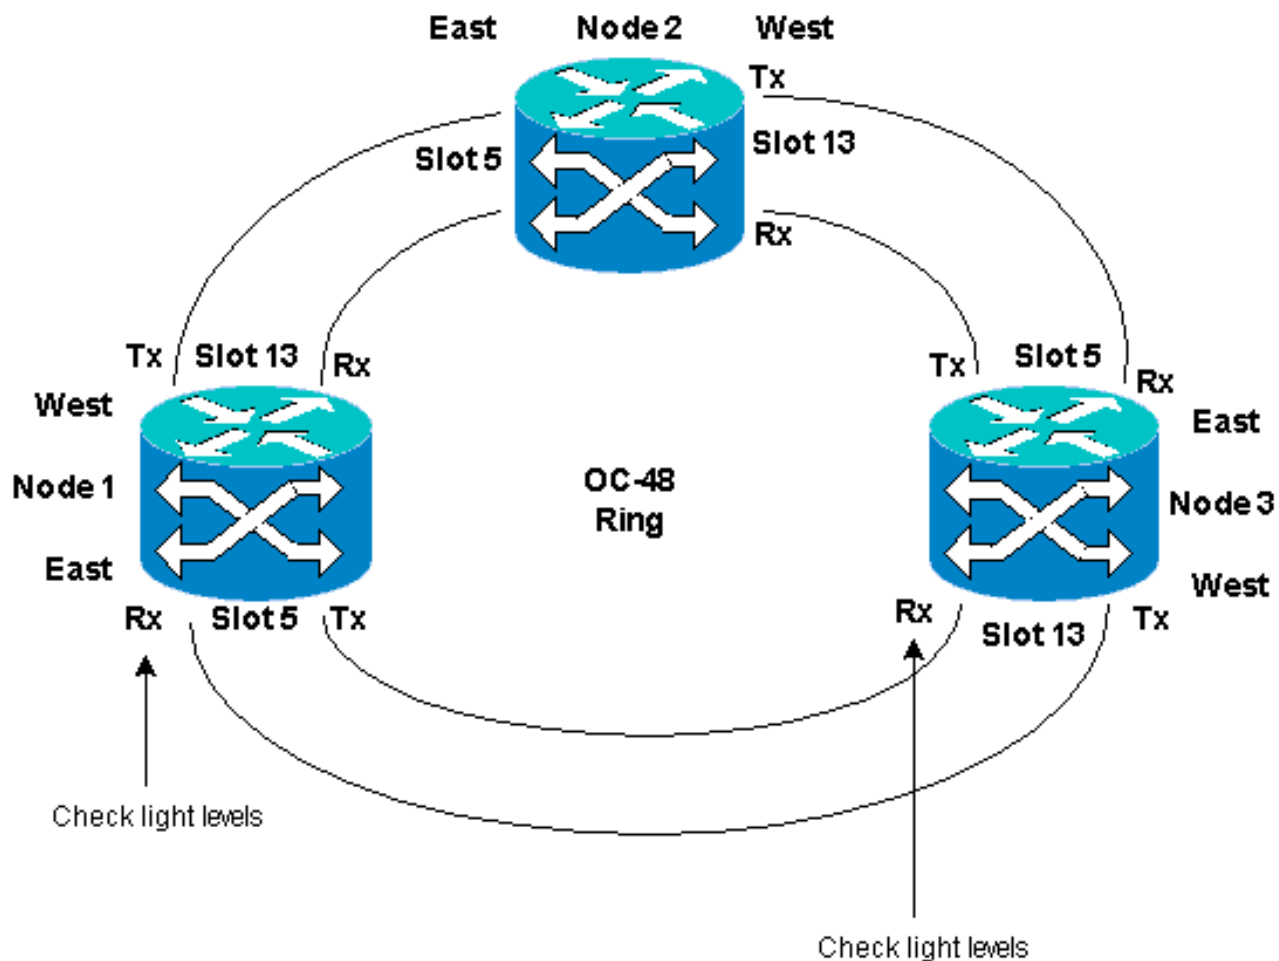 East Node 2 West
Tx
Slot 5
Slot 13
Rx
Tx Slot 13 Rx
Tx Slot 5 Rx
West
East
Node 1
OC-48
Ring
Node 3
East
West
Rx Slot 5 Tx
Rx Slot 13 Tx
Check light levels
Check light levels